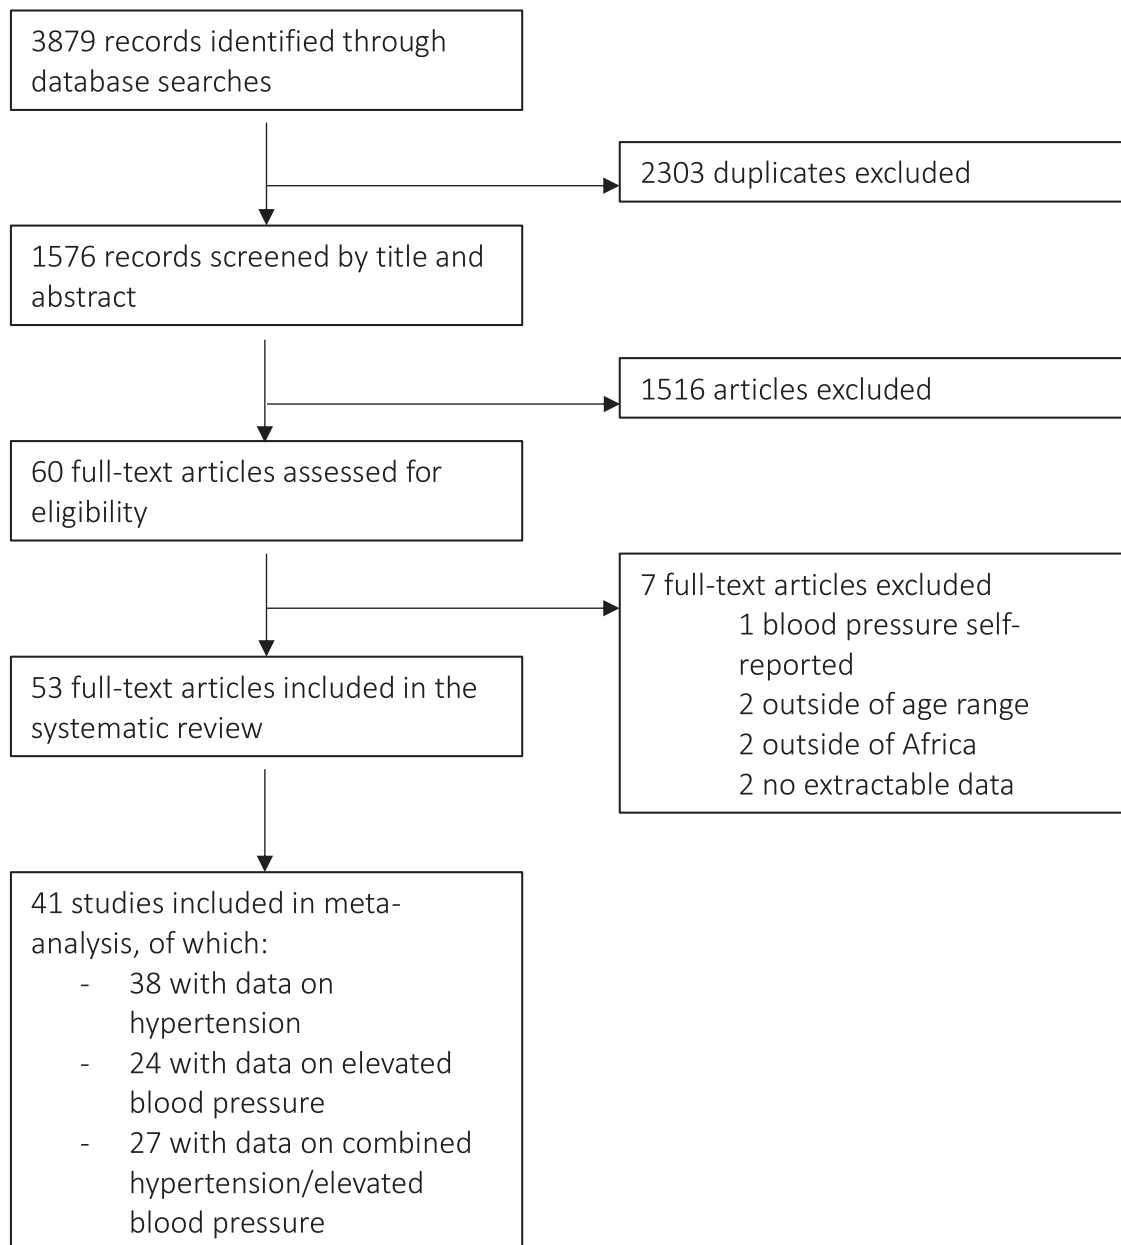 3879 records identified through
database searches
2303 duplicates excluded
1576 records screened by title and
abstract
1516 articles excluded
60 full-text articles assessed for
eligibility
7 full-text articles excluded
1 blood pressure self-
reported
2 outside of age range
2 outside of Africa
2 no extractable data
53 full-text articles included in the
systematic review
41 studies included in meta-
analysis, of which:
- 38 with data on
hypertension
- 24 with data on elevated
blood pressure
- 27 with data on combined
hypertension/elevated
blood pressure